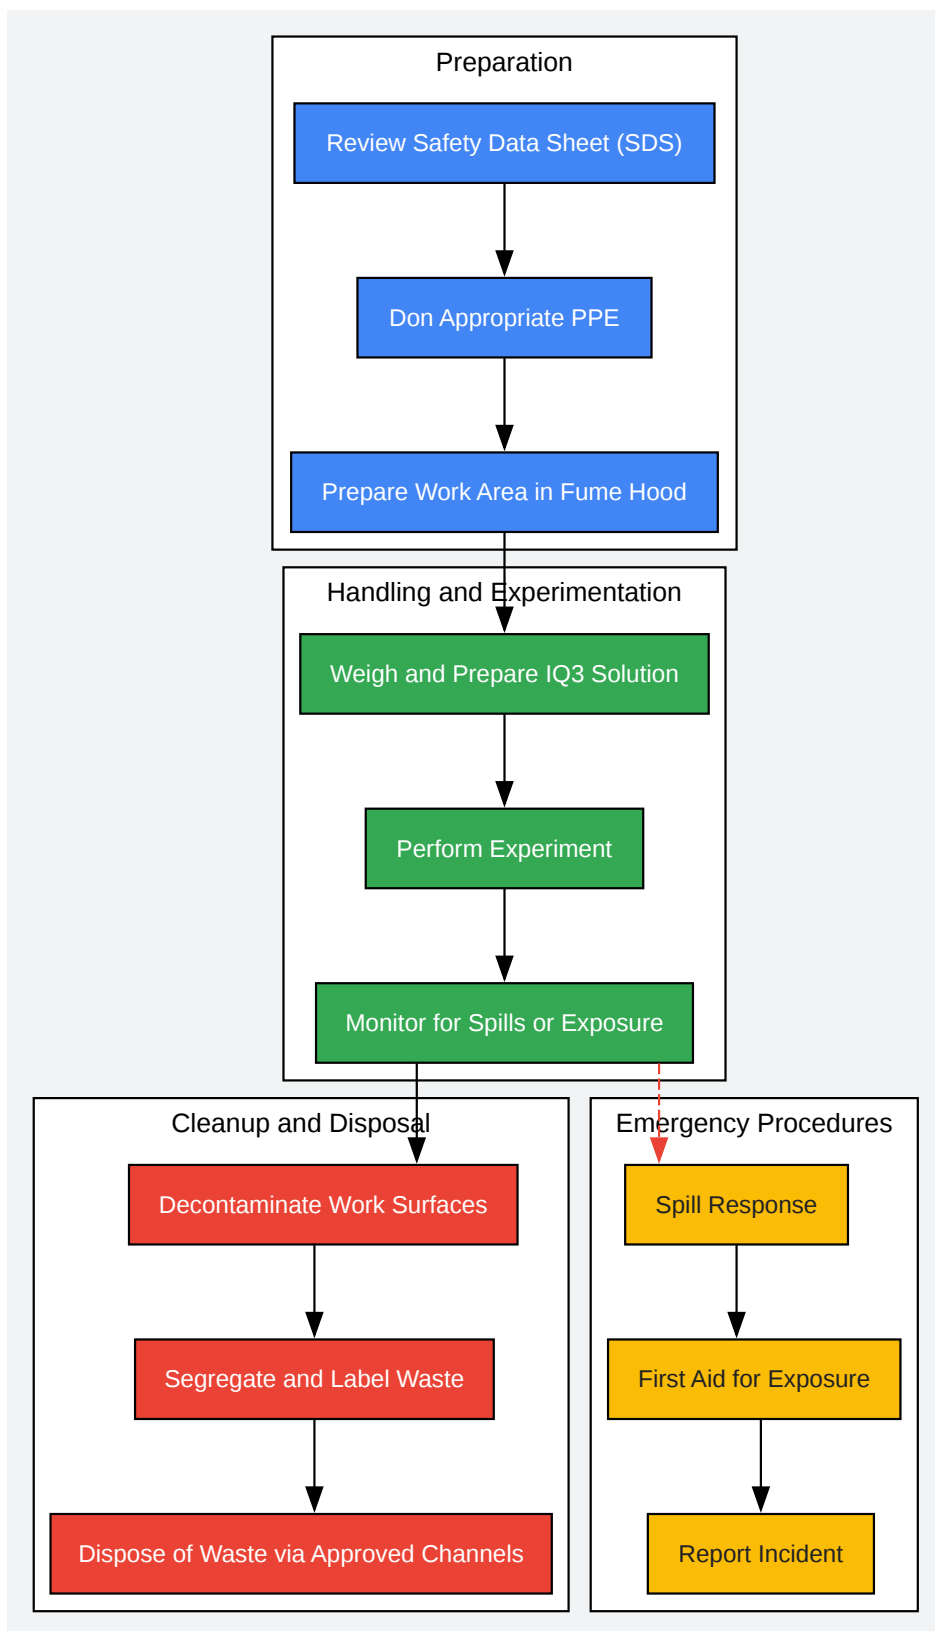 Preparation
Review Safety Data Sheet (SDS)
Don Appropriate PPE
Prepare Work Area in Fume Hood
Handling and Experimentation
Weigh and Prepare IQ3 Solution
Perform Experiment
Monitor for Spills or Exposure
Cleanup and Disposal
Decontaminate Work Surfaces
Segregate and Label Waste
Dispose of Waste via Approved Channels
Emergency Procedures
Spill Response
First Aid for Exposure
Report Incident